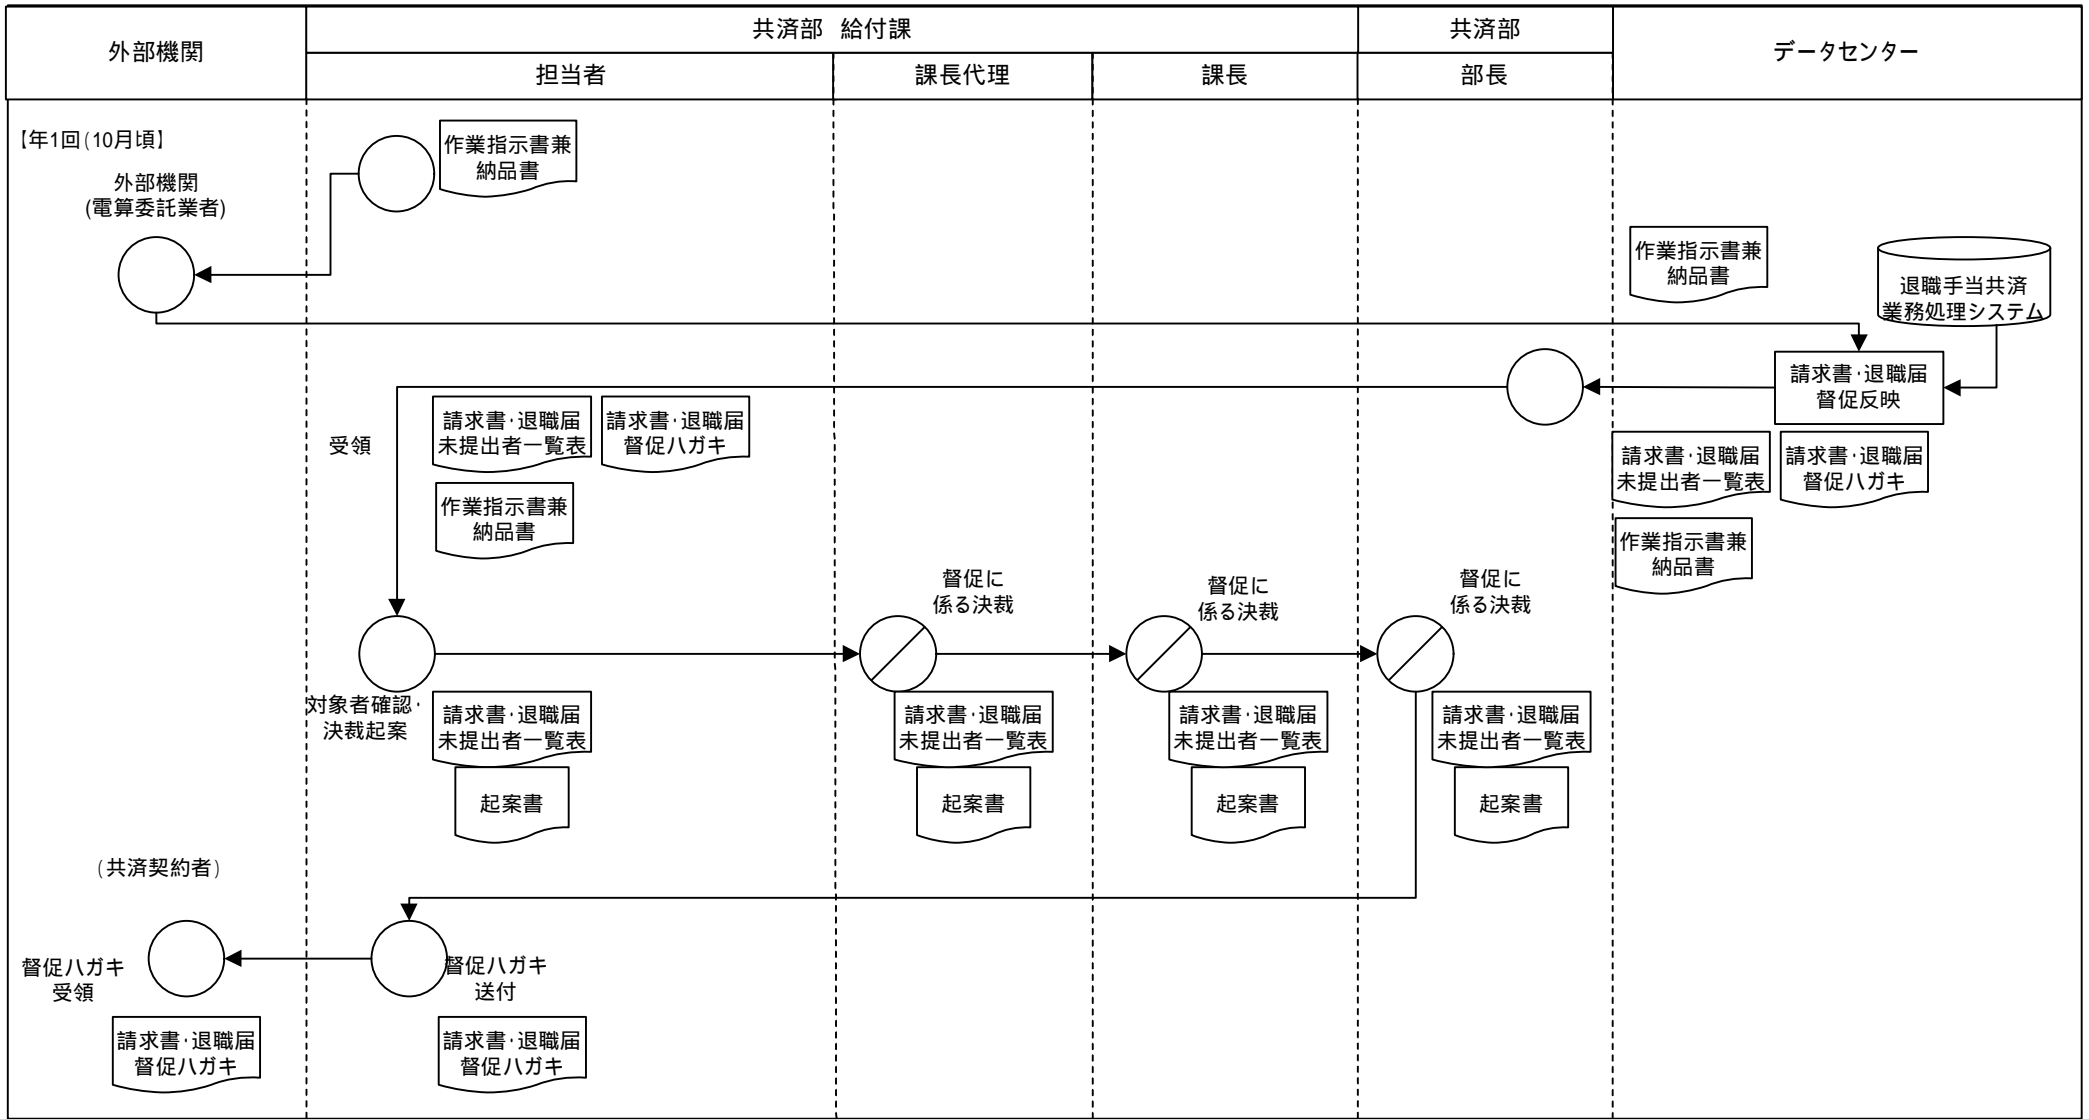 外部機関
共済部 給付課
共済部
データセンター
担当者
課長代理
課長
部長
【年1回(10月頃】
外部機関
(電算委託業者)
作業指示書兼
納品書
作業指示書兼
納品書
退職手当共済
業務処理システム
請求書・退職届
督促反映
受領
請求書・退職届
未提出者一覧表
請求書・退職届
督促ハガキ
作業指示書兼
納品書
請求書・退職届
未提出者一覧表
請求書・退職届
督促ハガキ
作業指示書兼
納品書
督促に
係る決裁
督促に
係る決裁
督促に
係る決裁
対象者確認・
決裁起案
請求書・退職届
未提出者一覧表
起案書
請求書・退職届
未提出者一覧表
起案書
請求書・退職届
未提出者一覧表
起案書
請求書・退職届
未提出者一覧表
起案書
(共済契約者)
督促ハガキ
受領
督促ハガキ
送付
請求書・退職届
督促ハガキ
請求書・退職届
督促ハガキ